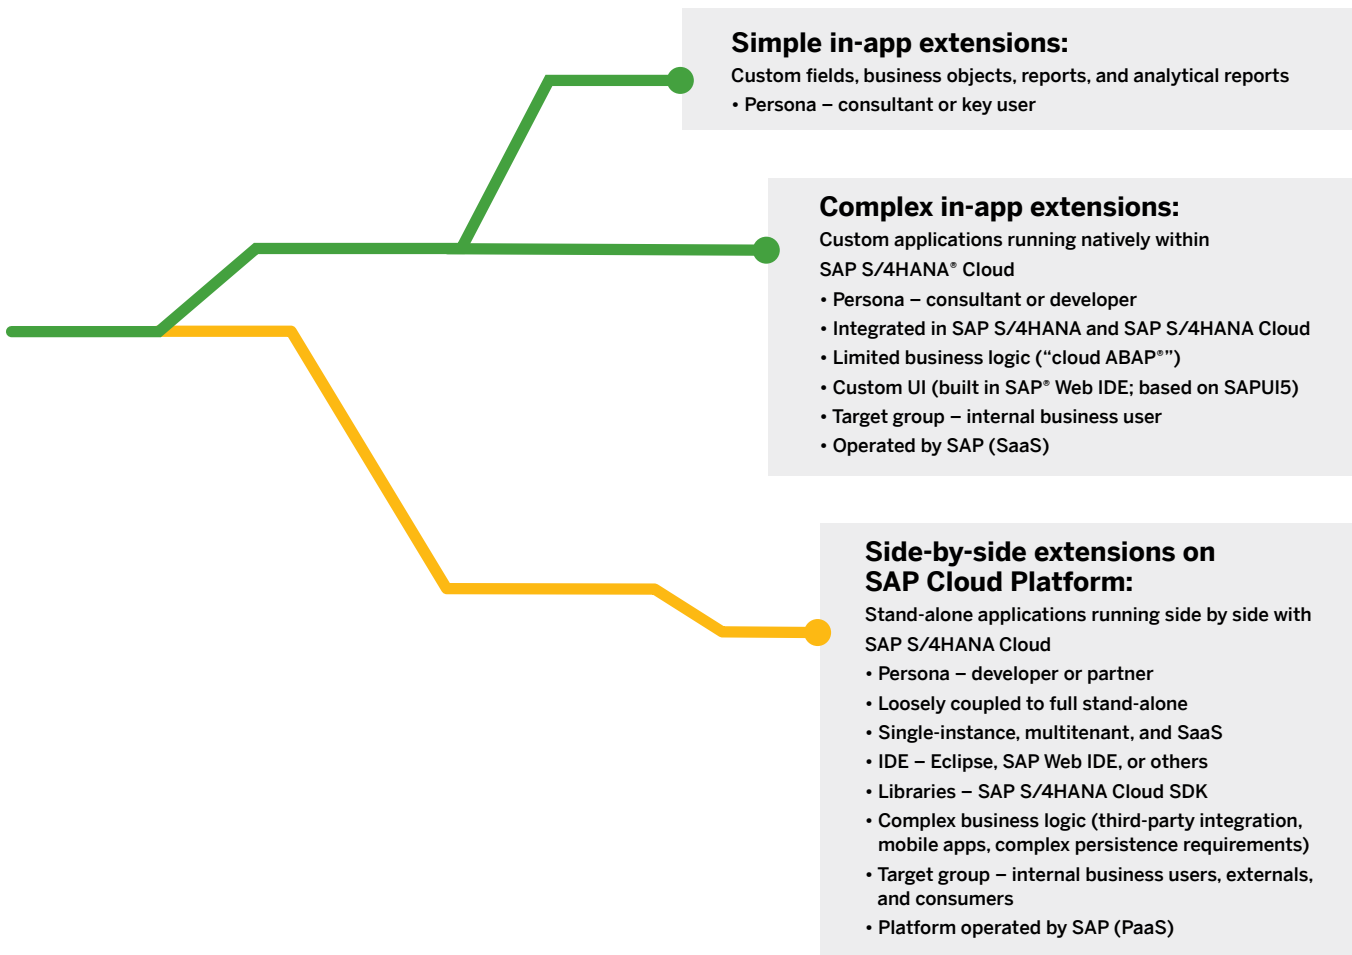 Simple in-app extensions:
Custom fields, business objects, reports, and analytical reports
• Persona – consultant or key user
Complex in-app extensions:
Custom applications running natively within
SAP S/4HANA® Cloud
• Persona – consultant or developer
• Integrated in SAP S/4HANA and SAP S/4HANA Cloud
• Limited business logic (“cloud ABAP®”)
• Custom UI (built in SAP® Web IDE; based on SAPUI5)
• Target group – internal business user
• Operated by SAP (SaaS)
Side-by-side extensions on
SAP Cloud Platform:
Stand-alone applications running side by side with
SAP S/4HANA Cloud
• Persona – developer or partner
• Loosely coupled to full stand-alone
• Single-instance, multitenant, and SaaS
• IDE – Eclipse, SAP Web IDE, or others
• Libraries – SAP S/4HANA Cloud SDK
• Complex business logic (third-party integration,
mobile apps, complex persistence requirements)
• Target group – internal business users, externals,
and consumers
• Platform operated by SAP (PaaS)